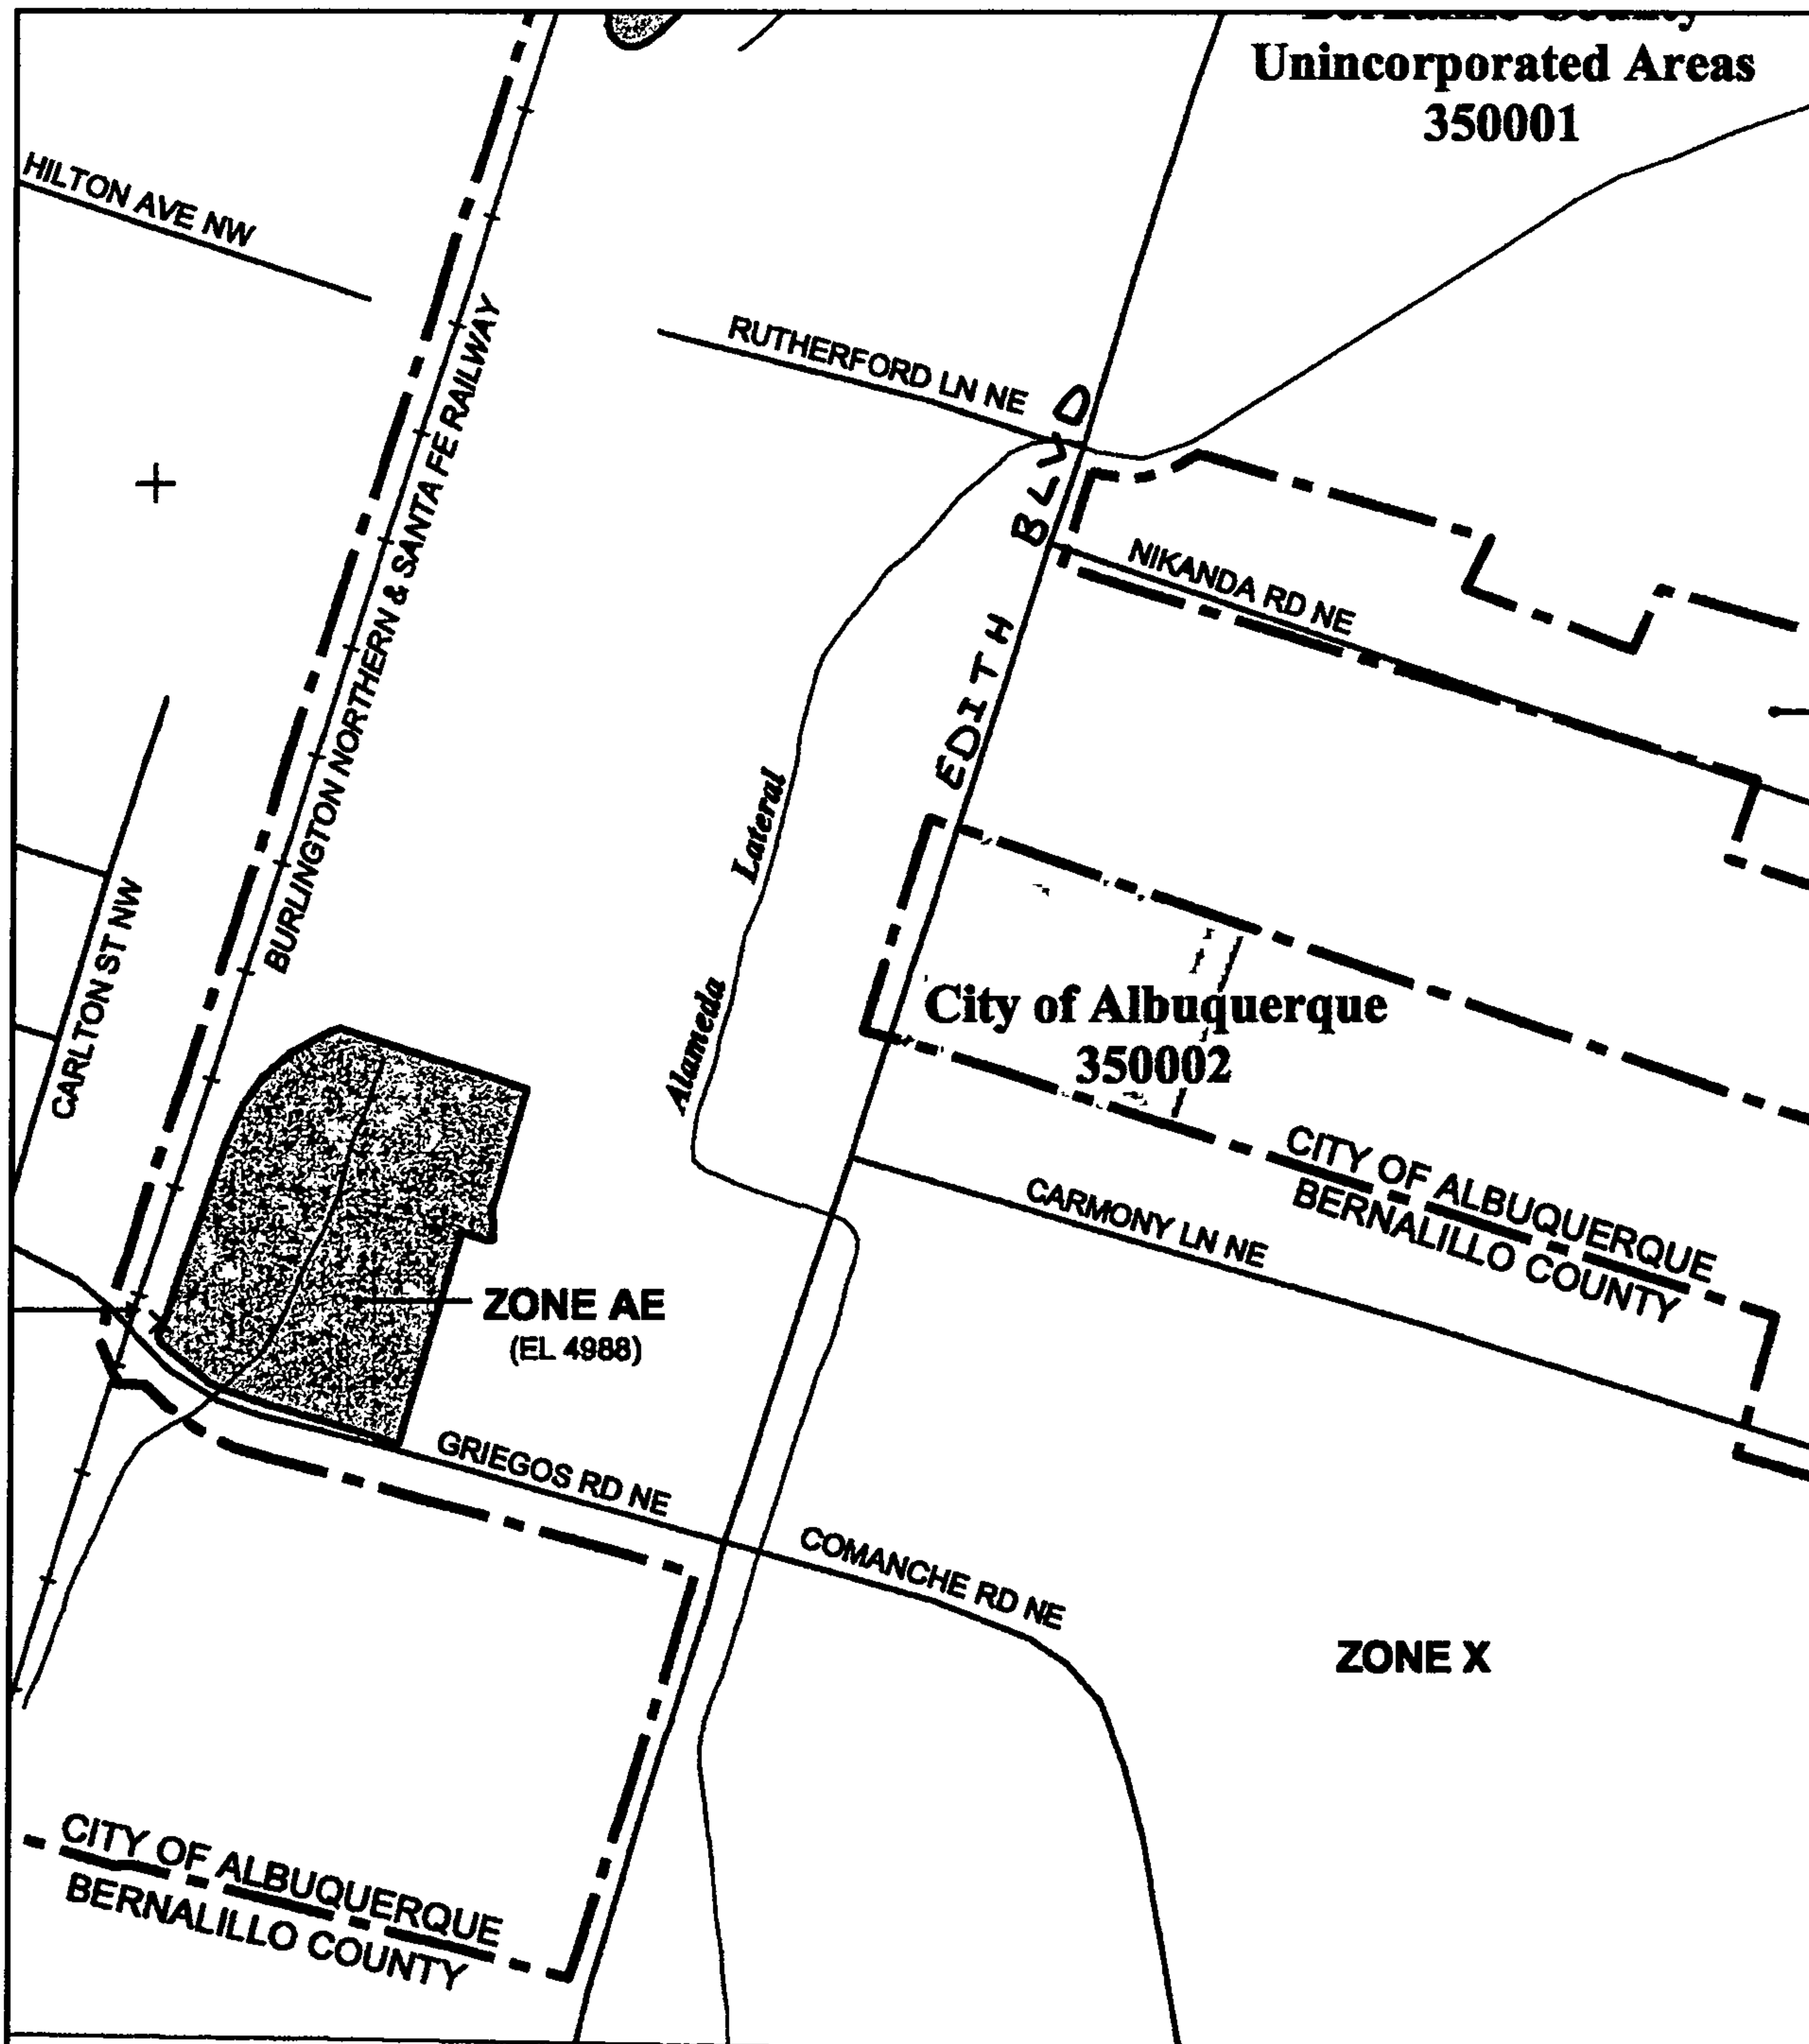 Unincorporated Areas
350001
HILTON AVE NW
BURLINGTON NORTHERN & SANTA FE RAILWAY
RUTHERFORD LN NE
EDITH BLVD
NIKANDA RD NE
Alameda Lateral
CARLTON ST NW
City of Albuquerque
350002
CITY OF ALBUQUERQUE
BERNALILLO COUNTY
CARMONY LN NE
ZONE AE
(EL 4988)
GRIEGOS RD NE
COMANCHE RD NE
ZONE X
CITY OF ALBUQUERQUE
BERNALILLO COUNTY